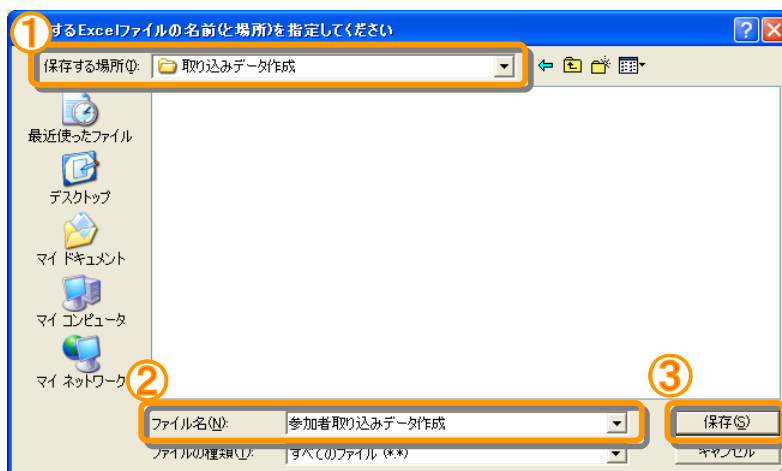 ①
するExcelファイルの名前(と場所)を指定してください
保存する場所(I): 取り込みデータ作成
最近使ったファイル
デスクトップ
マイ ドキュメント
マイ コンピュータ
マイ ネットワーク
②
③
ファイル名(N): 参加者取り込みデータ作成 保存(S)
ファイルの種類(T): すべてのファイル (*.*) キャンセル